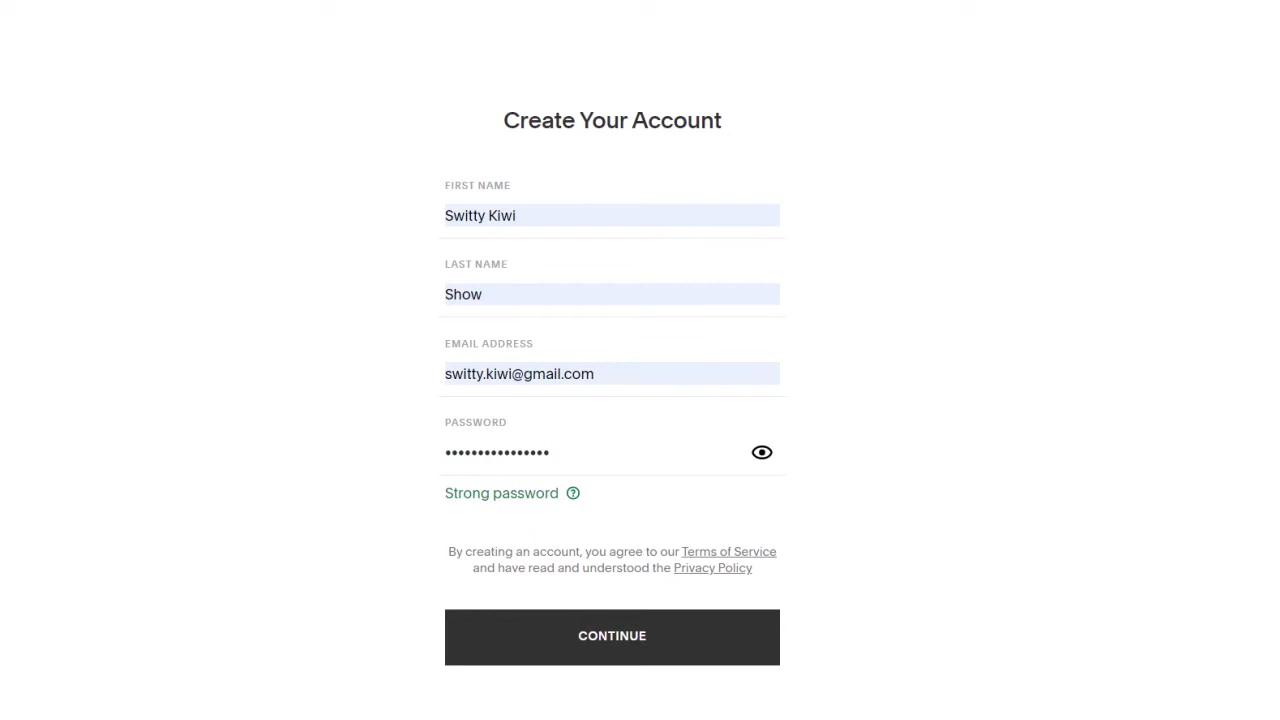 Create Your Account
FIRST NAME
Switty Kiwi
LAST NAME
Show
EMAIL ADDRESS
switty.kiwi@gmail.com
PASSWORD
••••••••••••••••
Strong password
By creating an account, you agree to our Terms of Service
and have read and understood the Privacy Policy
CONTINUE